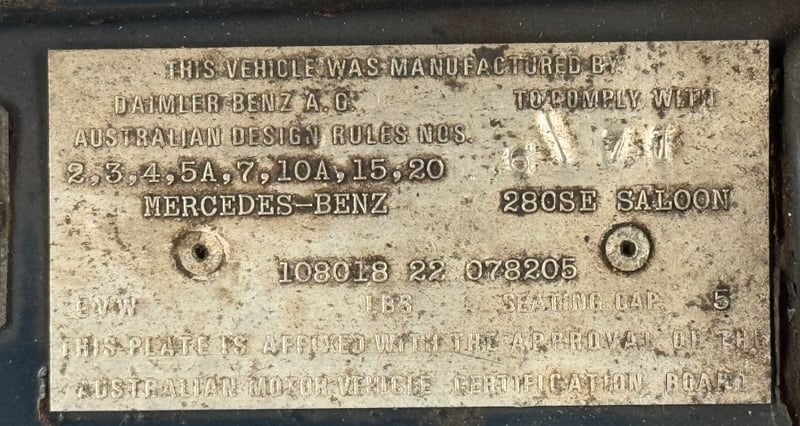 THIS VEHICLE WAS MANUFACTURED BY
DAIMLER-BENZ A.G. TO COMPLY WITH
AUSTRALIAN DESIGN RULES NOS.
2,3,4,5A,7,10A,15,20
MERCEDES-BENZ 280SE SALOON
108018 22 078205
GVW LBS SEATING CAP. 5
THIS PLATE IS AFFIXED WITH THE APPROVAL OF THE
AUSTRALIAN MOTOR VEHICLE CERTIFICATION BOARD